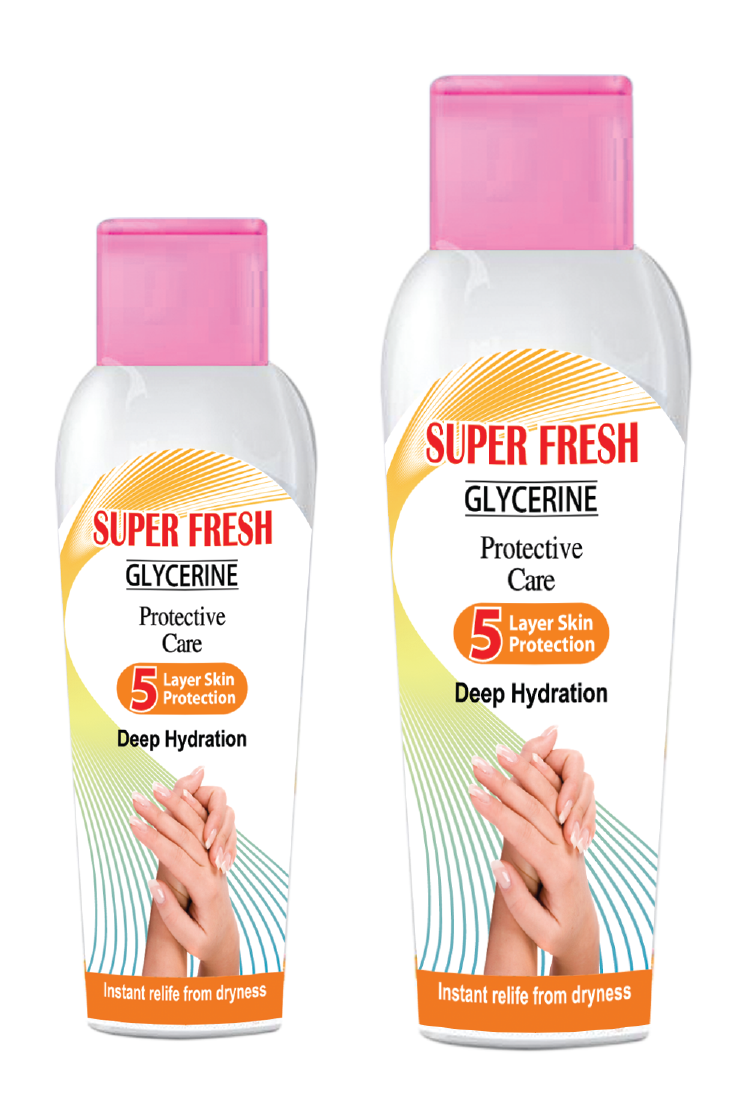 SUPER FRESH
GLYCERINE
Protective
Care
5 Layer Skin
Protection
Deep Hydration
Instant relife from dryness
SUPER FRESH
GLYCERINE
Protective
Care
5 Layer Skin
Protection
Deep Hydration
Instant relife from dryness